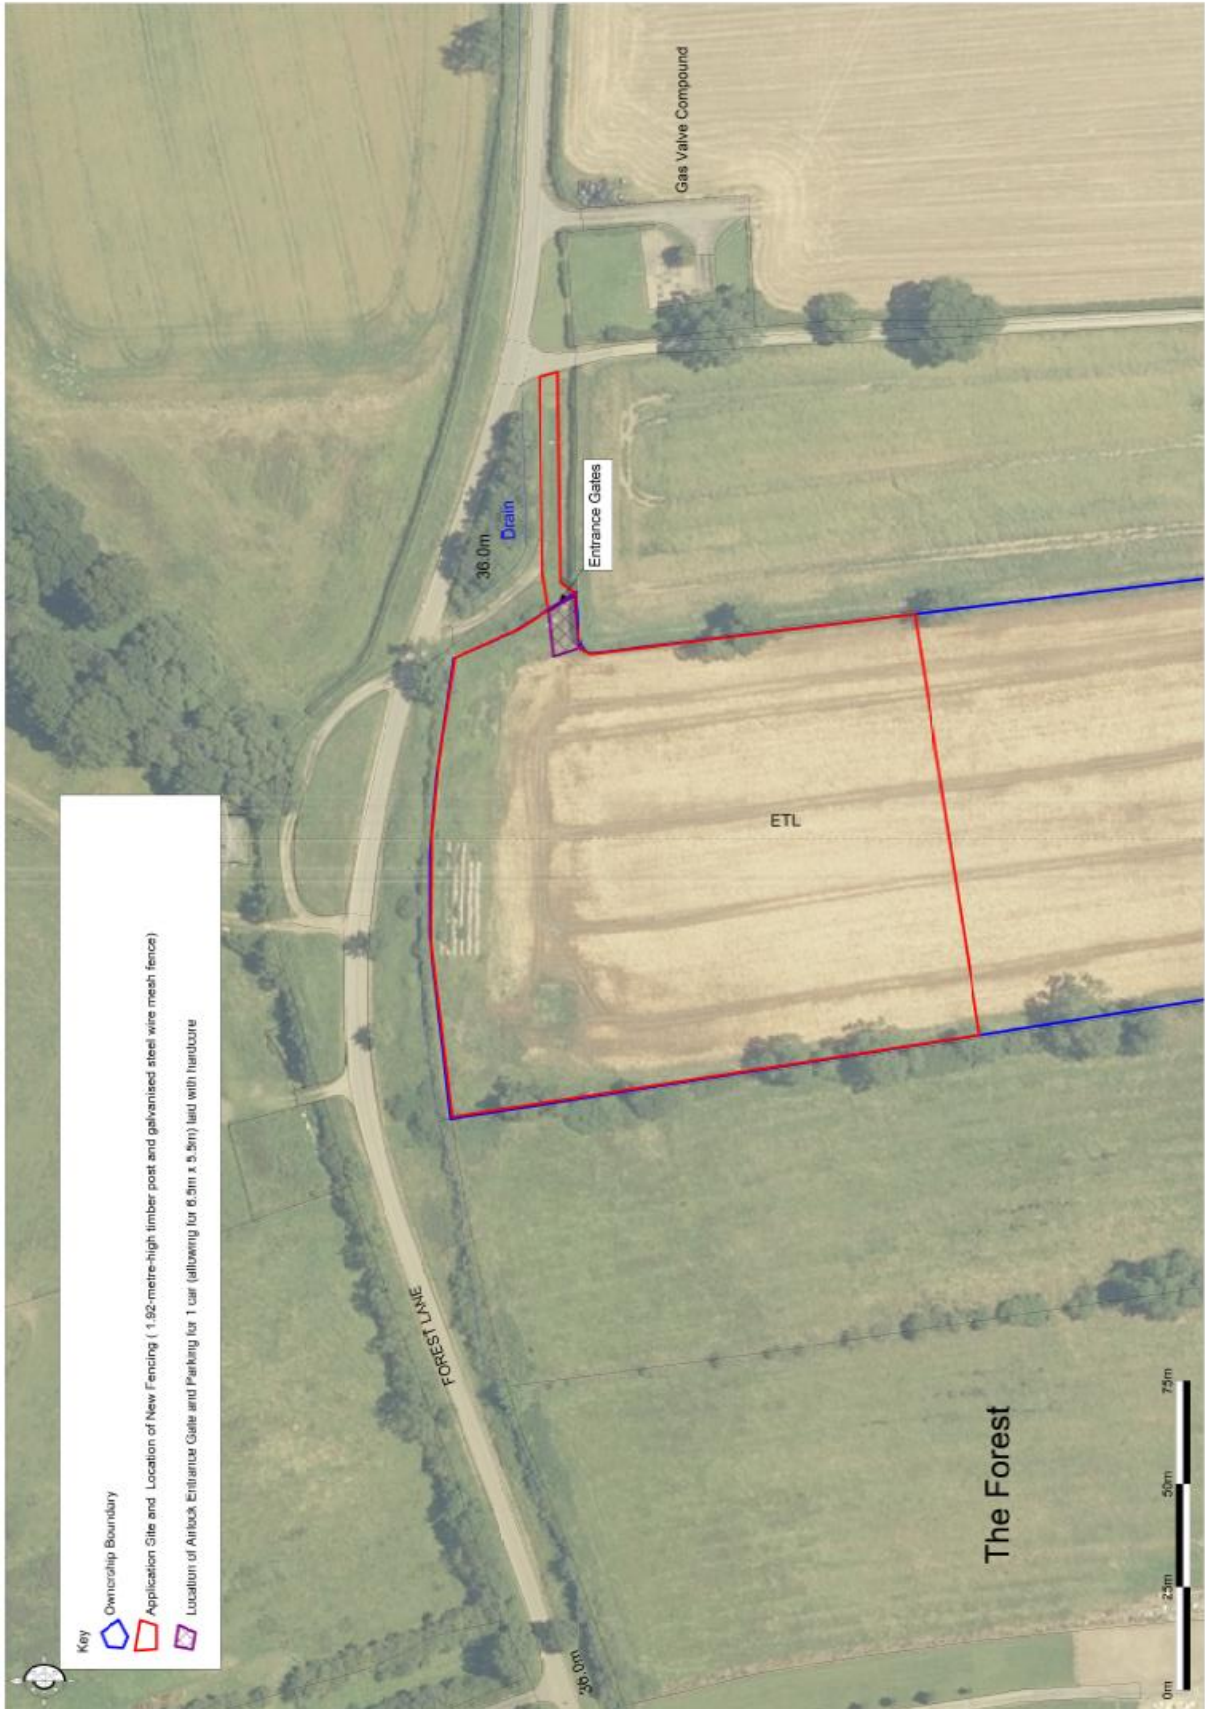 Key
Ownership Boundary
Application Site and Location of New Fencing ( 1.92-metre-high timber post and galvanised steel wire mesh fence)
Location of Airlock Entrance Gate and Parking for 1 car (allowing for 6.5m x 5.5m) laid with hardcore
FOREST LANE
36.0m
Drain
Entrance Gates
Gas Valve Compound
ETL
36.0m
The Forest
0m 25m 50m 75m